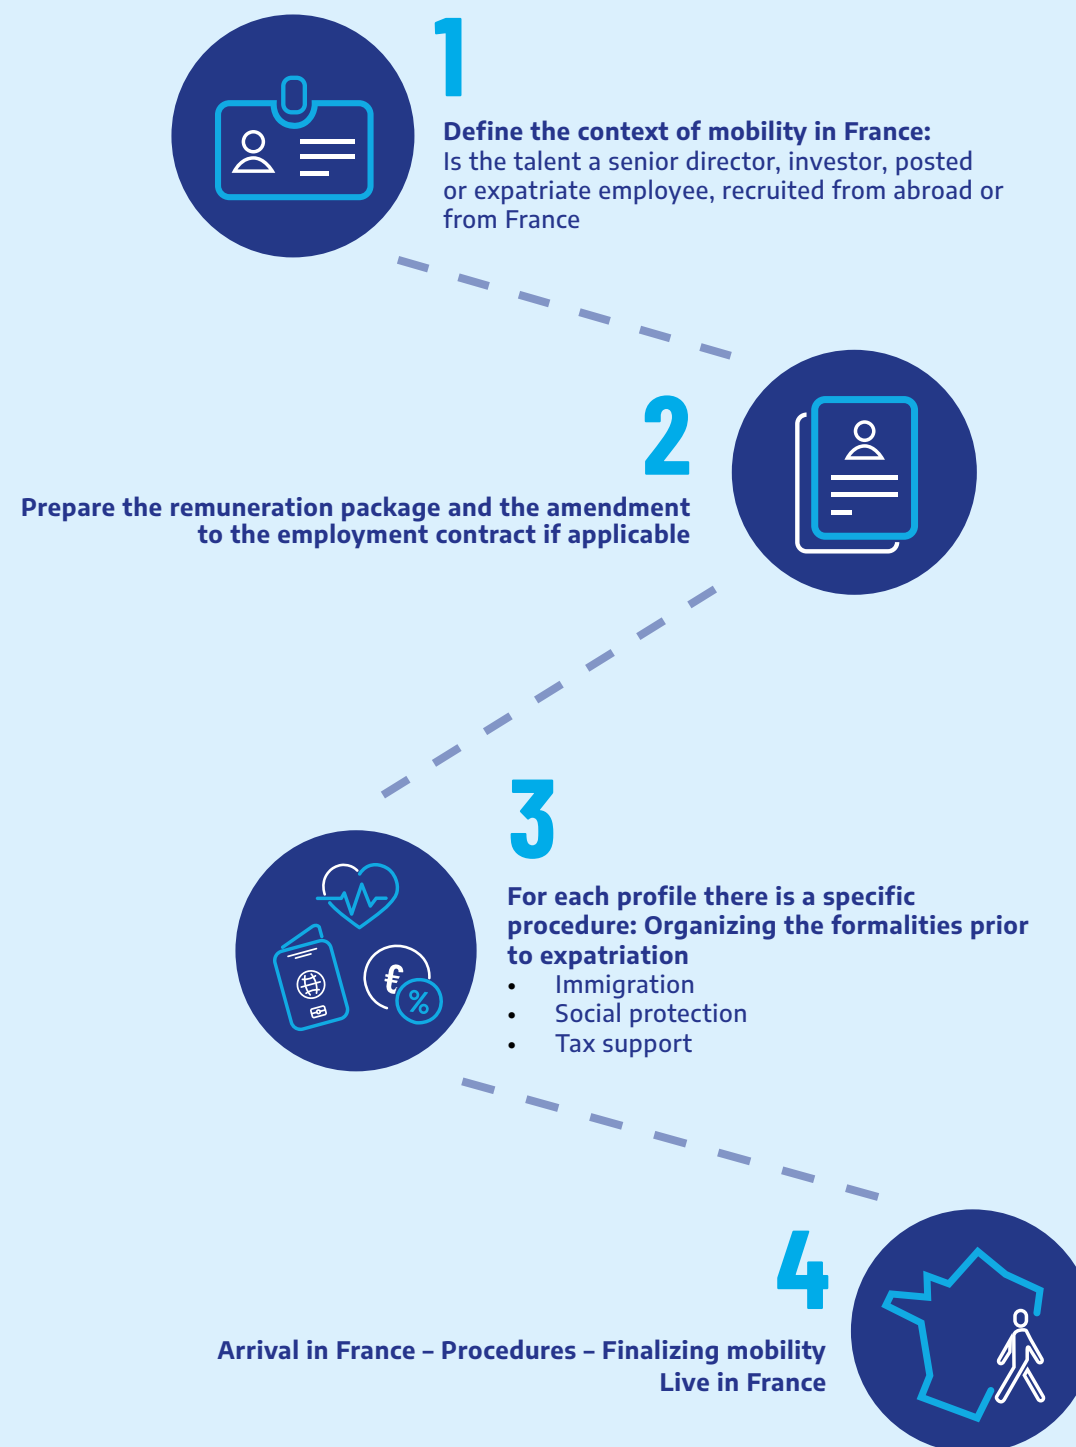 1
Define the context of mobility in France:
Is the talent a senior director, investor, posted
or expatriate employee, recruited from abroad or
from France
2
Prepare the remuneration package and the amendment
to the employment contract if applicable
3
For each profile there is a specific
procedure: Organizing the formalities prior
to expatriation
• Immigration
• Social protection
• Tax support
€
%
4
Arrival in France – Procedures – Finalizing mobility
Live in France